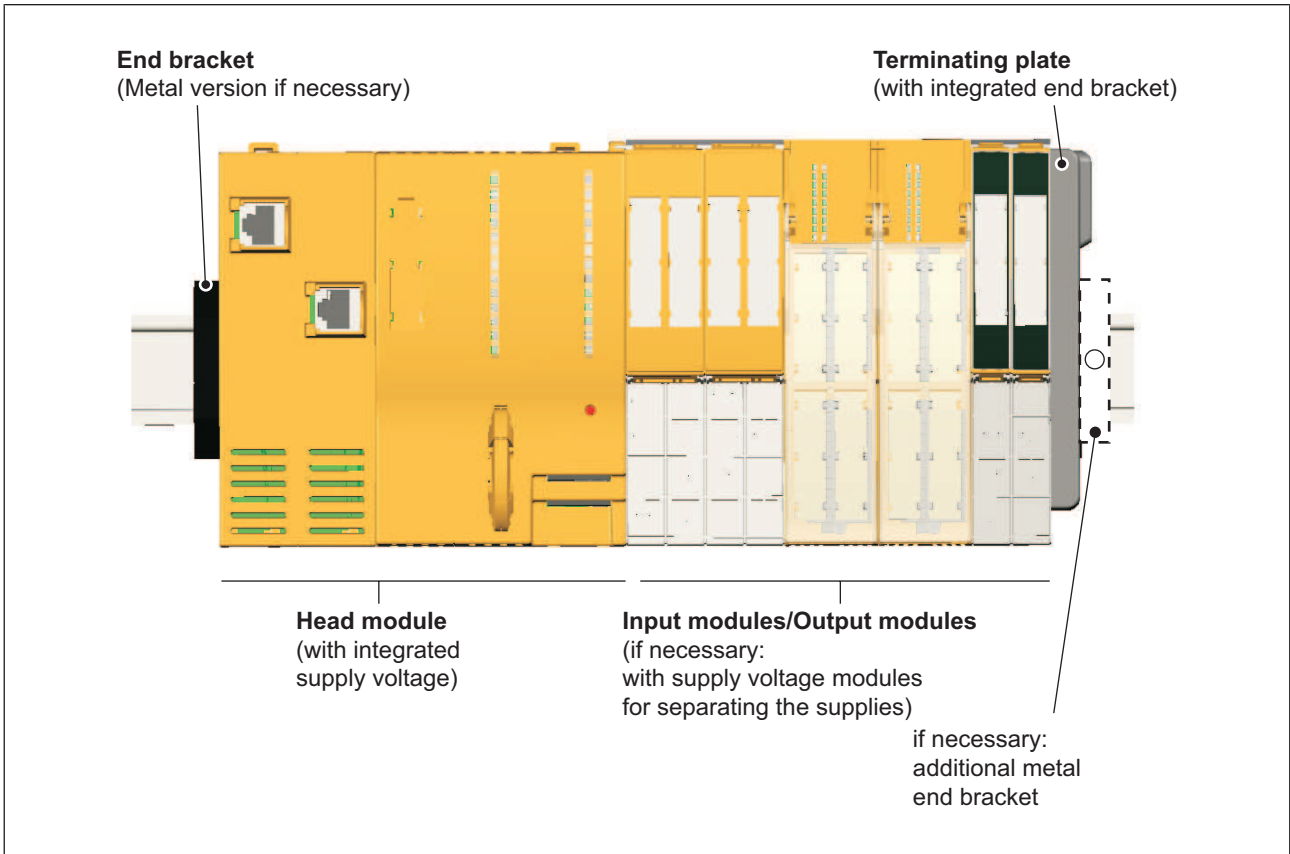 End bracket
(Metal version if necessary)
Terminating plate
(with integrated end bracket)
Head module
(with integrated
supply voltage)
Input modules/Output modules
(if necessary:
with supply voltage modules
for separating the supplies)
if necessary:
additional metal
end bracket